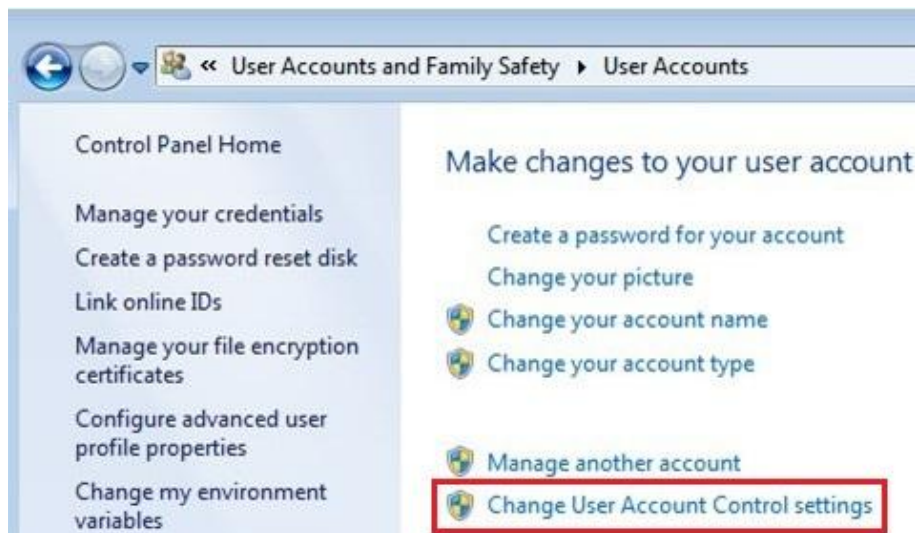 « User Accounts and Family Safety ▸ User Accounts
Control Panel Home
Manage your credentials
Create a password reset disk
Link online IDs
Manage your file encryption
certificates
Configure advanced user
profile properties
Change my environment
variables
Make changes to your user account
Create a password for your account
Change your picture
Change your account name
Change your account type
Manage another account
Change User Account Control settings